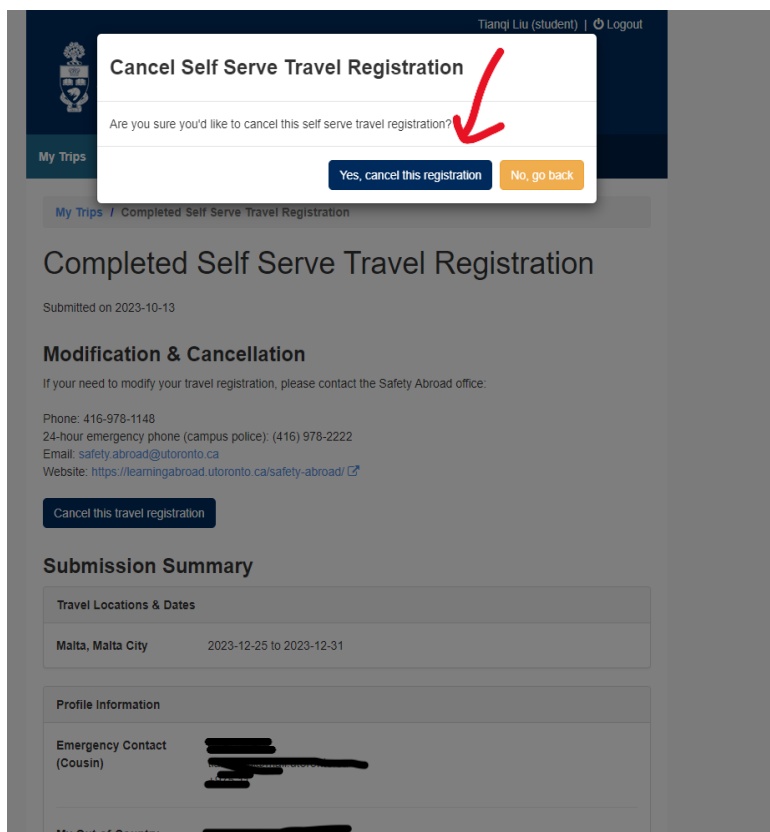 Tianqi Liu (student) | Logout
Cancel Self Serve Travel Registration
Are you sure you'd like to cancel this self serve travel registration?
Yes, cancel this registration
No, go back
My Trips
My Trips / Completed Self Serve Travel Registration
Completed Self Serve Travel Registration
Submitted on 2023-10-13
Modification & Cancellation
If your need to modify your travel registration, please contact the Safety Abroad office:
Phone: 416-978-1148
24-hour emergency phone (campus police): (416) 978-2222
Email: safety.abroad@utoronto.ca
Website: https://learningabroad.utoronto.ca/safety-abroad/
Cancel this travel registration
Submission Summary
Travel Locations & Dates
Malta, Malta City 2023-12-25 to 2023-12-31
Profile Information
Emergency Contact
(Cousin)
My Out of Country